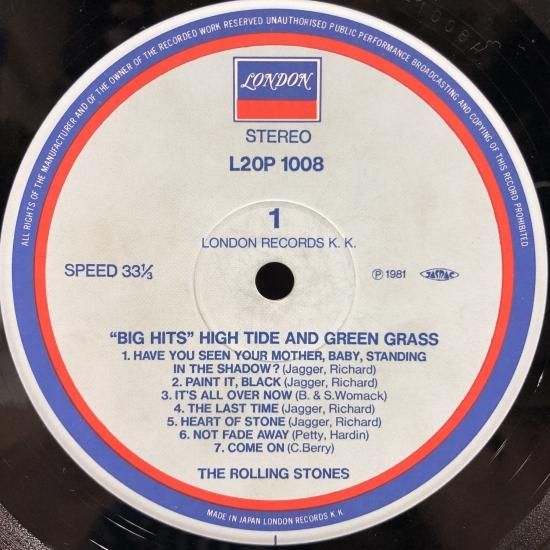 ALL RIGHTS OF THE MANUFACTURER AND OF THE OWNER OF THE RECORDED WORK RESERVED UNAUTHORISED PUBLIC PERFORMANCE BROADCASTING AND COPYING OF THIS RECORD PROHIBITED
LONDON
STEREO
L20P 1008
1
LONDON RECORDS K. K.
SPEED 33⅓
Ⓟ 1981 JASRAC
“BIG HITS” HIGH TIDE AND GREEN GRASS
1. HAVE YOU SEEN YOUR MOTHER, BABY, STANDING
IN THE SHADOW? (Jagger, Richard)
2. PAINT IT, BLACK (Jagger, Richard)
3. IT'S ALL OVER NOW (B. & S.Womack)
4. THE LAST TIME (Jagger, Richard)
5. HEART OF STONE (Jagger, Richard)
6. NOT FADE AWAY (Petty, Hardin)
7. COME ON (C.Berry)
THE ROLLING STONES
MADE IN JAPAN LONDON RECORDS K. K.